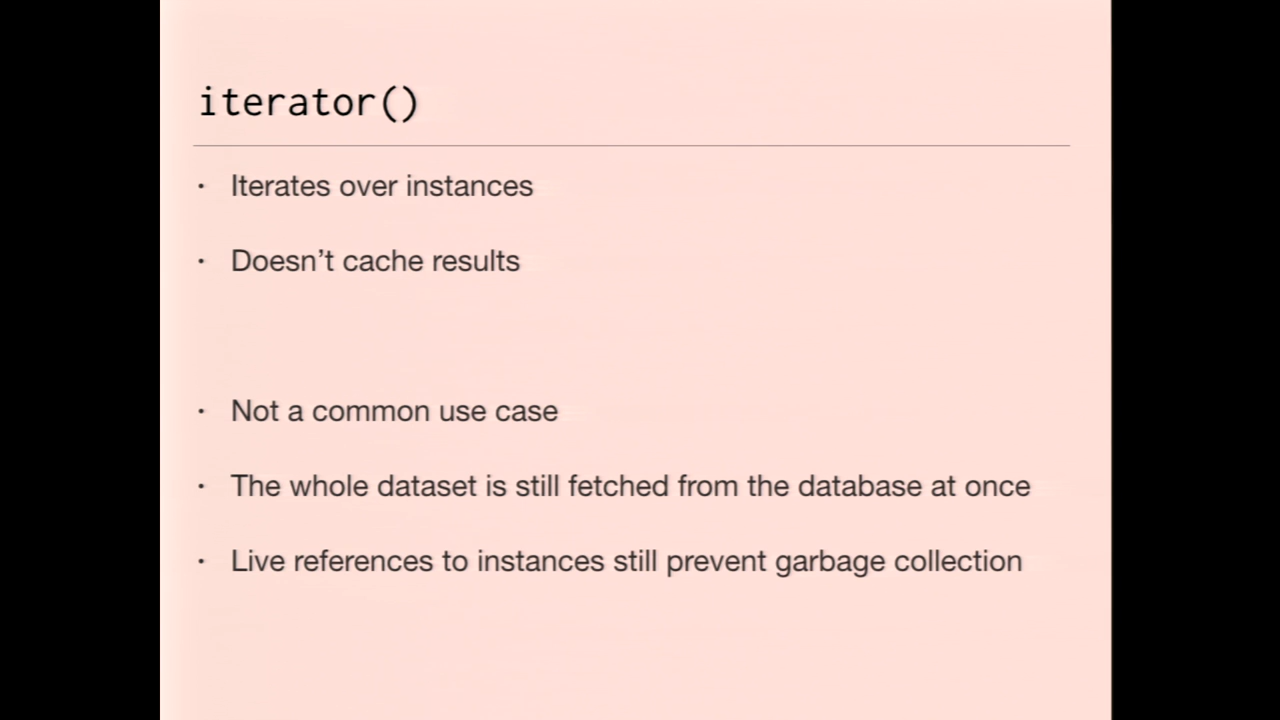 iterator()
• Iterates over instances
• Doesn’t cache results
• Not a common use case
• The whole dataset is still fetched from the database at once
• Live references to instances still prevent garbage collection